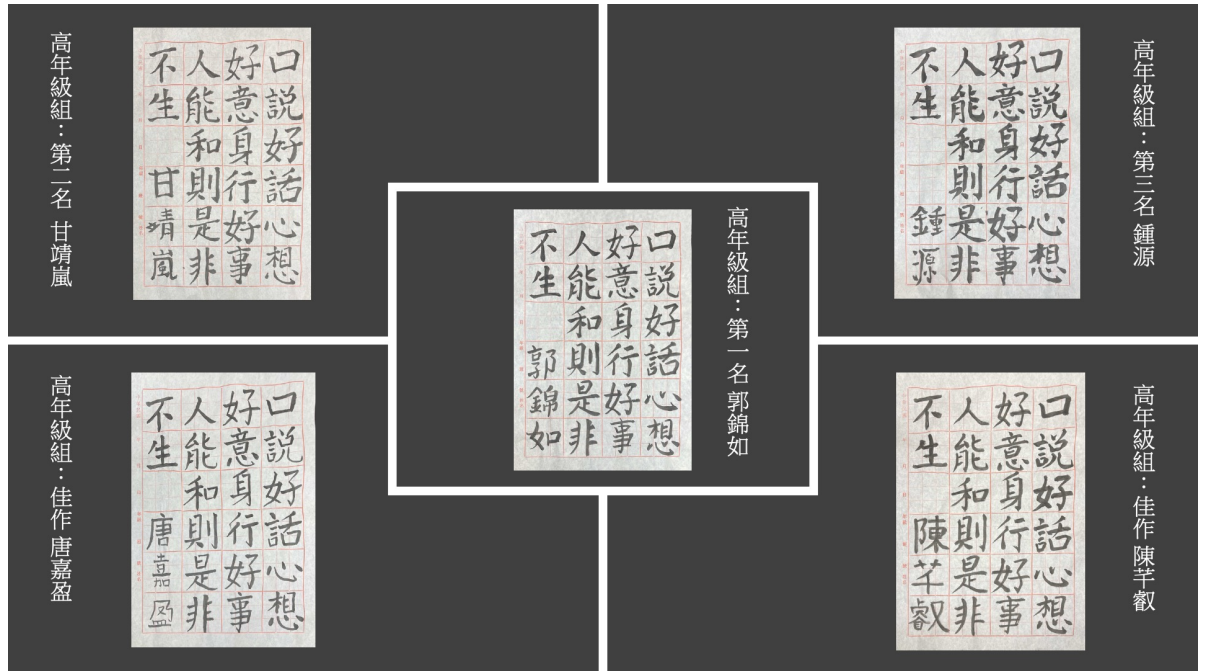 高年級組：第二名 甘靖嵐
口説好話心想
好意身行好事
人能和則是非
不生 甘靖嵐
高年級組：第三名 鍾源
口説好話心想
好意身行好事
人能和則是非
不生 鍾源
高年級組：第一名 郭錦如
口説好話心想
好意身行好事
人能和則是非
不生 郭錦如
高年級組：佳作 唐嘉盈
口説好話心想
好意身行好事
人能和則是非
不生 唐嘉盈
高年級組：佳作 陳芊叡
口説好話心想
好意身行好事
人能和則是非
不生 陳芊叡